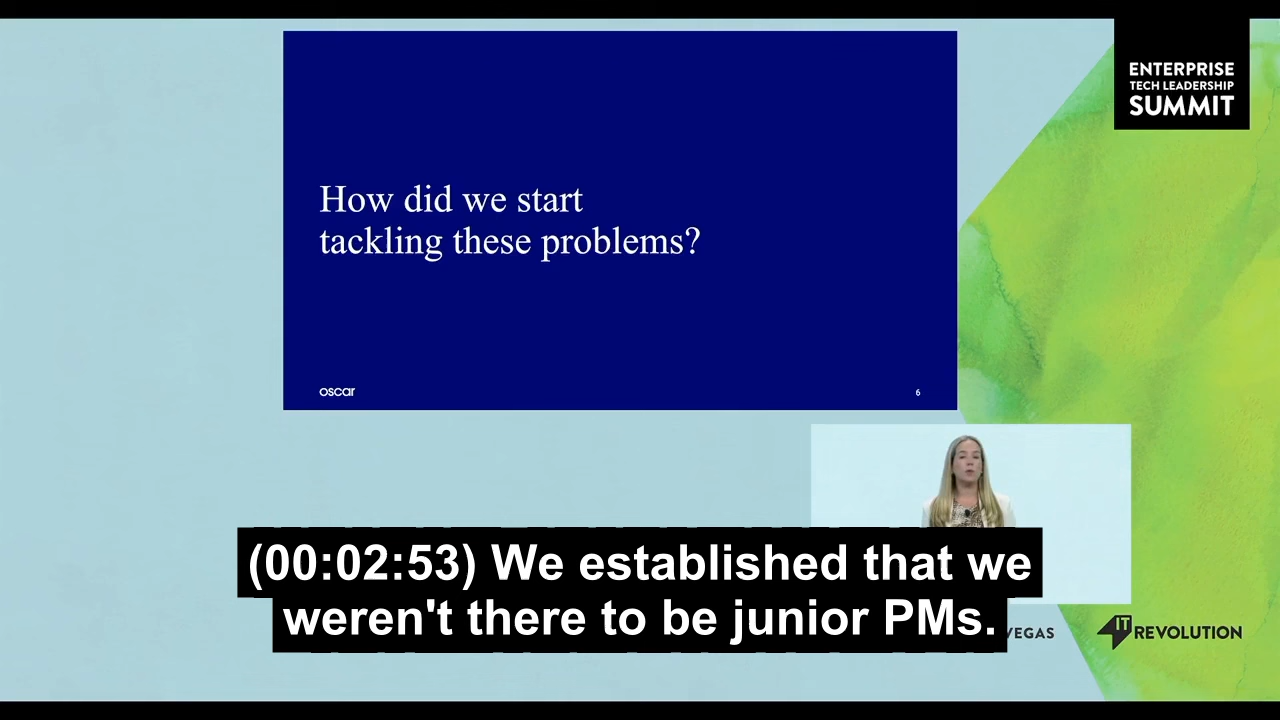 ENTERPRISE
TECH LEADERSHIP
SUMMIT
How did we start
tackling these problems?
oscar
6
(00:02:53) We established that we
weren't there to be junior PMs.
VEGAS
IT REVOLUTION